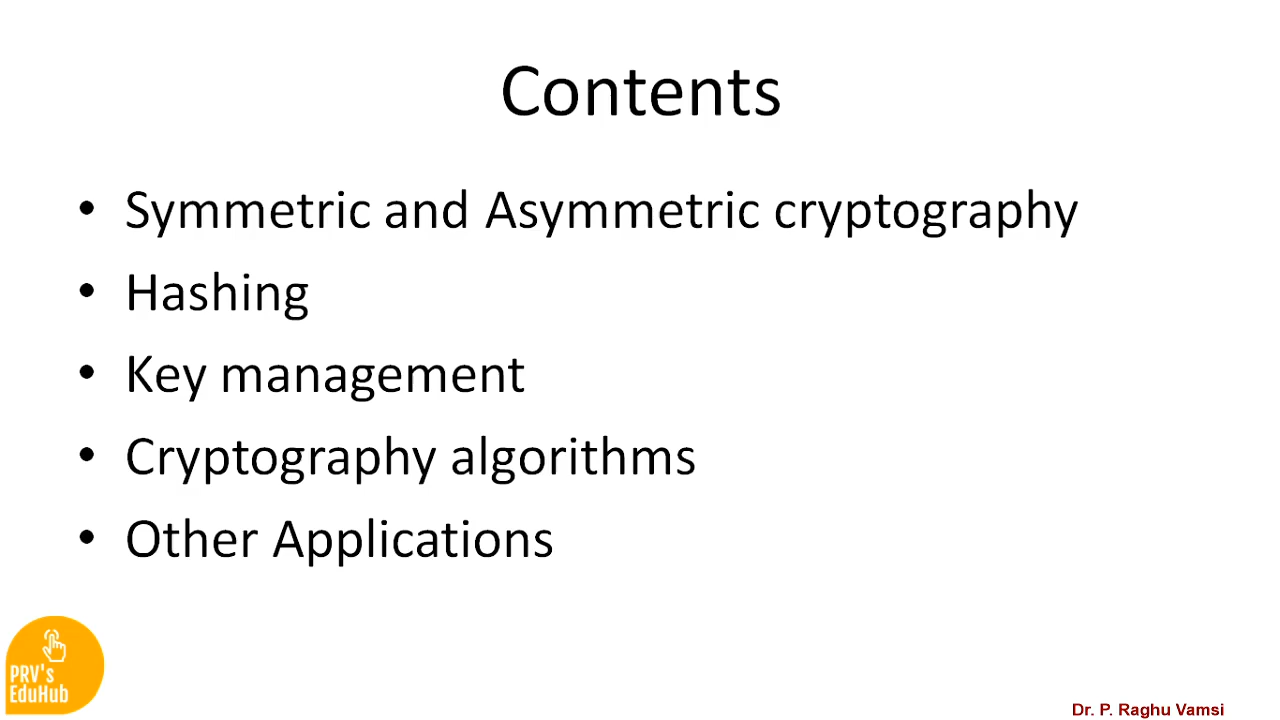 Contents
• Symmetric and Asymmetric cryptography
• Hashing
• Key management
• Cryptography algorithms
• Other Applications
PRV's
EduHub
Dr. P. Raghu Vamsi